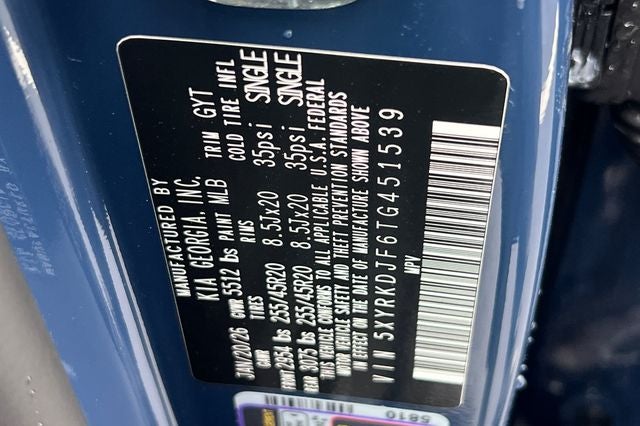 MANUFACTURED BY
KIA GEORGIA, INC.
JAN/20/26 GVWR 5512 lbs PAINT MLB TRIM GYT
GAWR TIRES RIMS COLD TIRE INFL
FRONT 2954 lbs 255/45R20 8.5Jx20 35psi SINGLE
REAR 3075 lbs 255/45R20 8.5Jx20 35psi SINGLE
THIS VEHICLE CONFORMS TO ALL APPLICABLE U.S.A. FEDERAL
MOTOR VEHICLE SAFETY AND THEFT PREVENTION STANDARDS
IN EFFECT ON THE DATE OF MANUFACTURE SHOWN ABOVE
VIN 5XYRKDJF6TG451539
MPV
5810